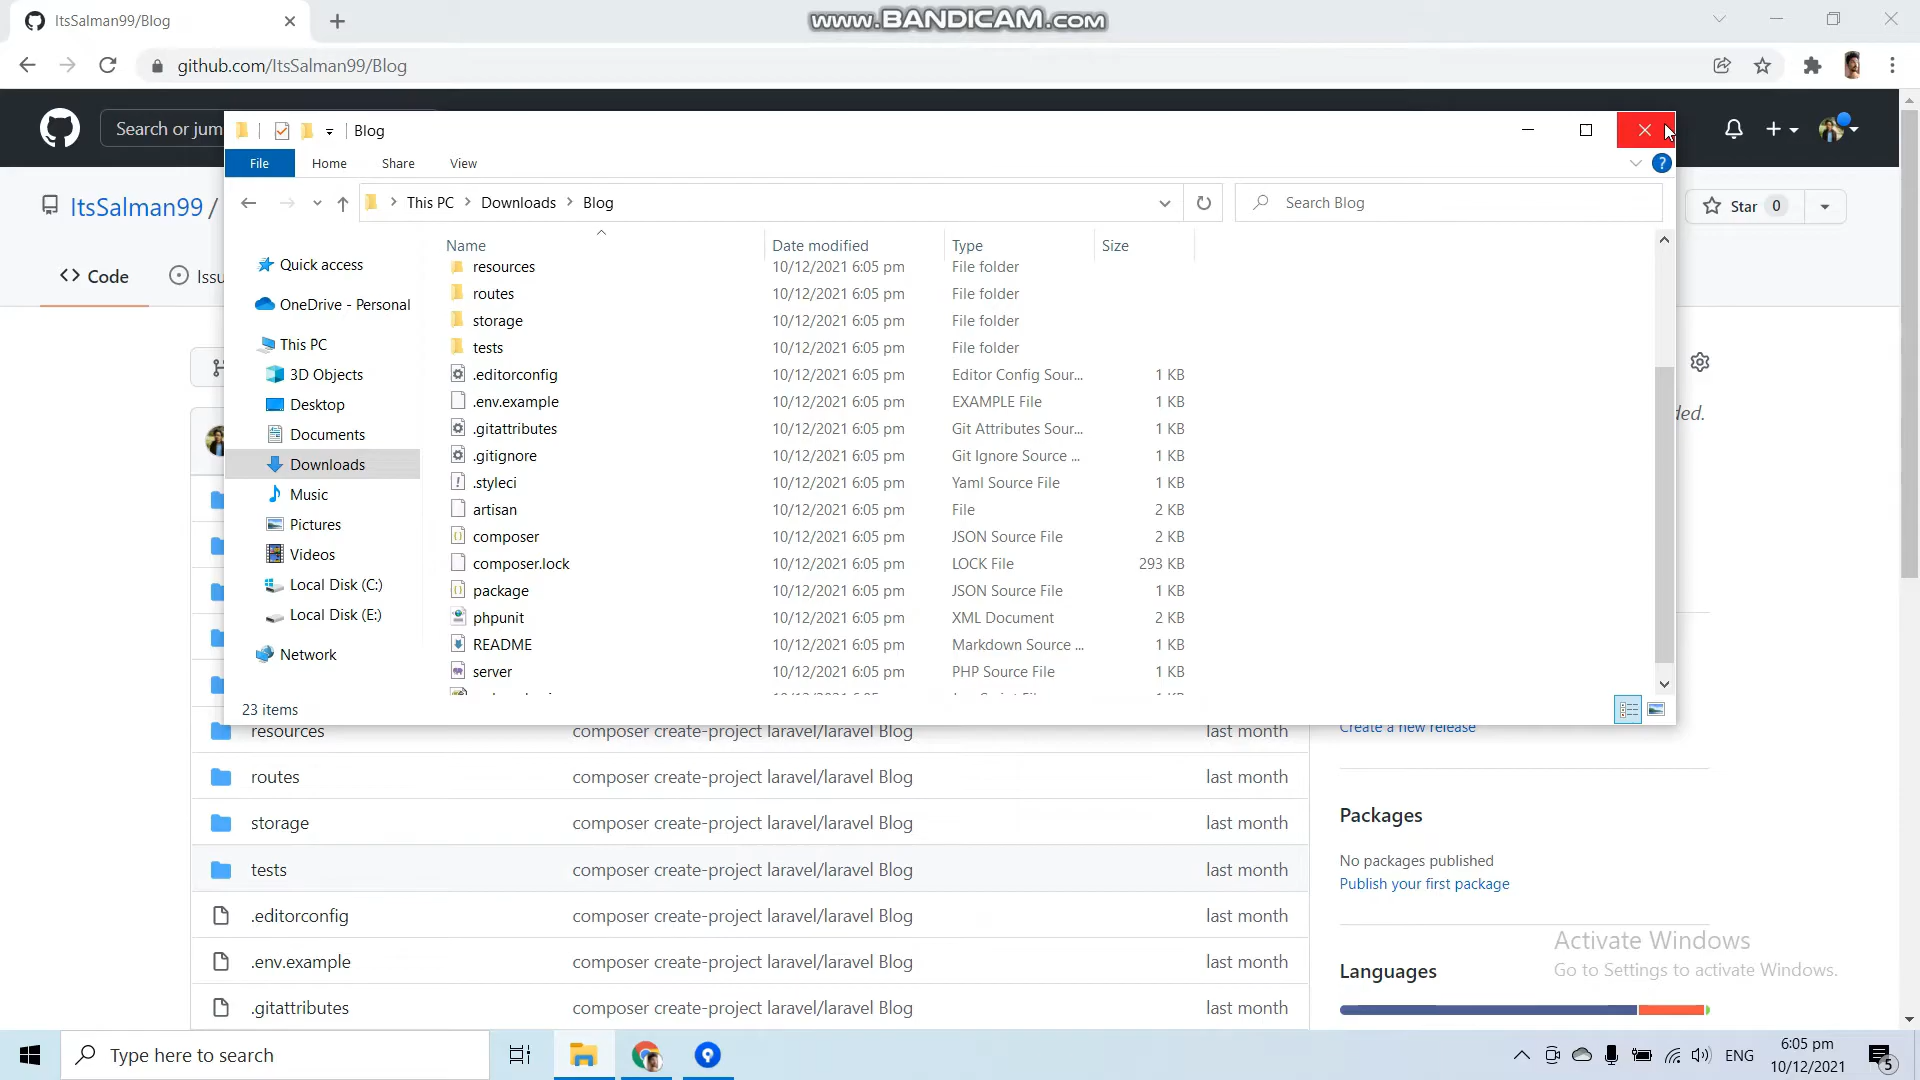 ItsSalman99/Blog
www.BANDICAM.com
github.com/ItsSalman99/Blog
Search or jum
Blog
File Home Share View
This PC Downloads Blog
Search Blog
ItsSalman99 /
Star 0
Code
Issu
Name Date modified Type Size
Quick access
OneDrive - Personal
This PC
3D Objects
Desktop
Documents
Downloads
Music
Pictures
Videos
Local Disk (C:)
Local Disk (E:)
Network
resources 10/12/2021 6:05 pm File folder
routes 10/12/2021 6:05 pm File folder
storage 10/12/2021 6:05 pm File folder
tests 10/12/2021 6:05 pm File folder
.editorconfig 10/12/2021 6:05 pm Editor Config Sour... 1 KB
.env.example 10/12/2021 6:05 pm EXAMPLE File 1 KB
.gitattributes 10/12/2021 6:05 pm Git Attributes Sour... 1 KB
.gitignore 10/12/2021 6:05 pm Git Ignore Source ... 1 KB
.styleci 10/12/2021 6:05 pm Yaml Source File 1 KB
artisan 10/12/2021 6:05 pm File 2 KB
composer 10/12/2021 6:05 pm JSON Source File 2 KB
composer.lock 10/12/2021 6:05 pm LOCK File 293 KB
package 10/12/2021 6:05 pm JSON Source File 1 KB
phpunit 10/12/2021 6:05 pm XML Document 2 KB
README 10/12/2021 6:05 pm Markdown Source ... 1 KB
server 10/12/2021 6:05 pm PHP Source File 1 KB
23 items
ded.
Create a new release
resources composer create-project laravel/laravel Blog last month
routes composer create-project laravel/laravel Blog last month
storage composer create-project laravel/laravel Blog last month
tests composer create-project laravel/laravel Blog last month
.editorconfig composer create-project laravel/laravel Blog last month
.env.example composer create-project laravel/laravel Blog last month
.gitattributes composer create-project laravel/laravel Blog last month
Packages
No packages published
Publish your first package
Languages
Activate Windows
Go to Settings to activate Windows.
Type here to search
ENG
6:05 pm
10/12/2021
5